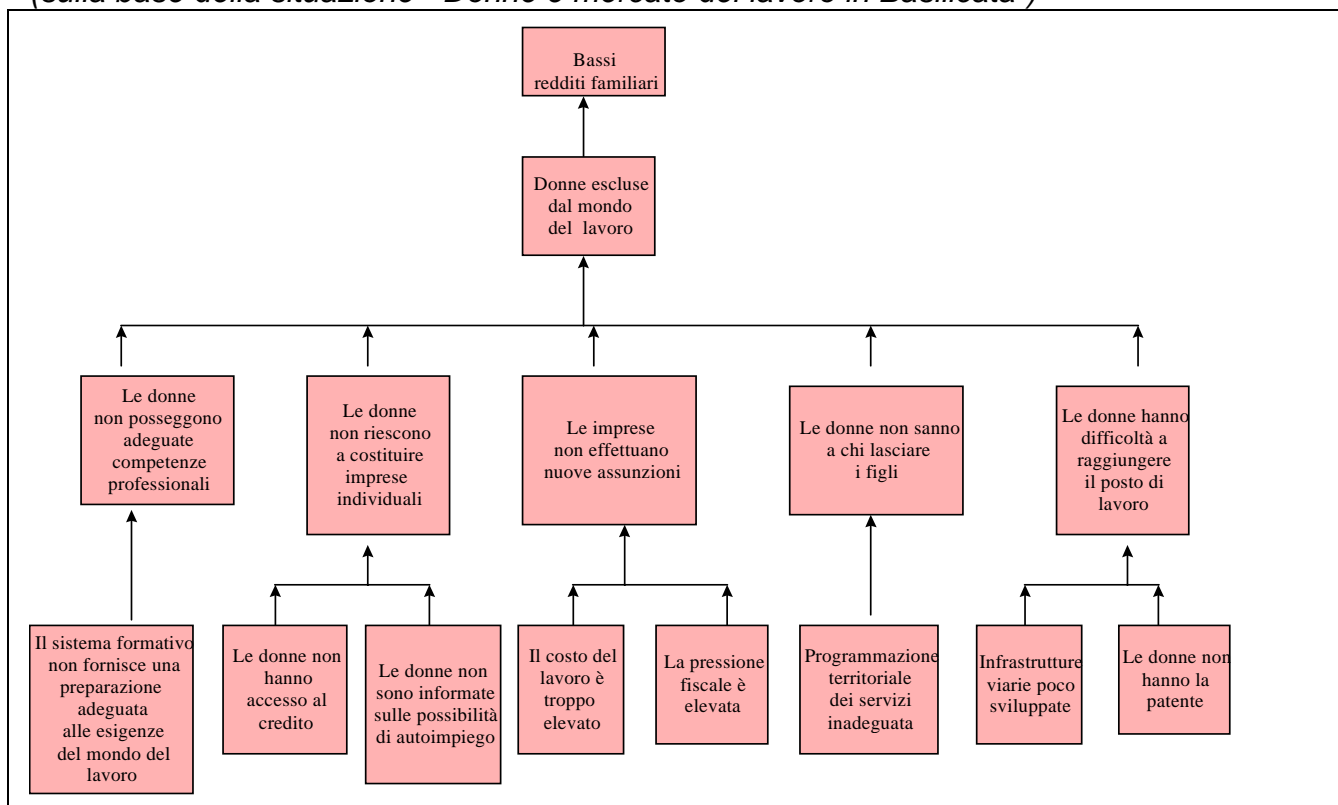 (sulla base della situazione "Donne e mercato del lavoro in Basilicata")
Bassi
redditi familiari
Donne escluse
dal mondo
del lavoro
Le donne
non posseggono
adeguate
competenze
professionali
Le donne
non riescono
a costituire
imprese
individuali
Le imprese
non effettuano
nuove assunzioni
Le donne non sanno
a chi lasciare
i figli
Le donne hanno
difficoltà a
raggiungere
il posto di
lavoro
Il sistema formativo
non fornisce una
preparazione
adeguata
alle esigenze
del mondo del
lavoro
Le donne non
hanno
accesso al
credito
Le donne non
sono informate
sulle possibilità
di autoimpiego
Il costo del
lavoro è
troppo
elevato
La pressione
fiscale è
elevata
Programmazione
territoriale
dei servizi
inadeguata
Infrastrutture
viarie poco
sviluppate
Le donne non
hanno la
patente